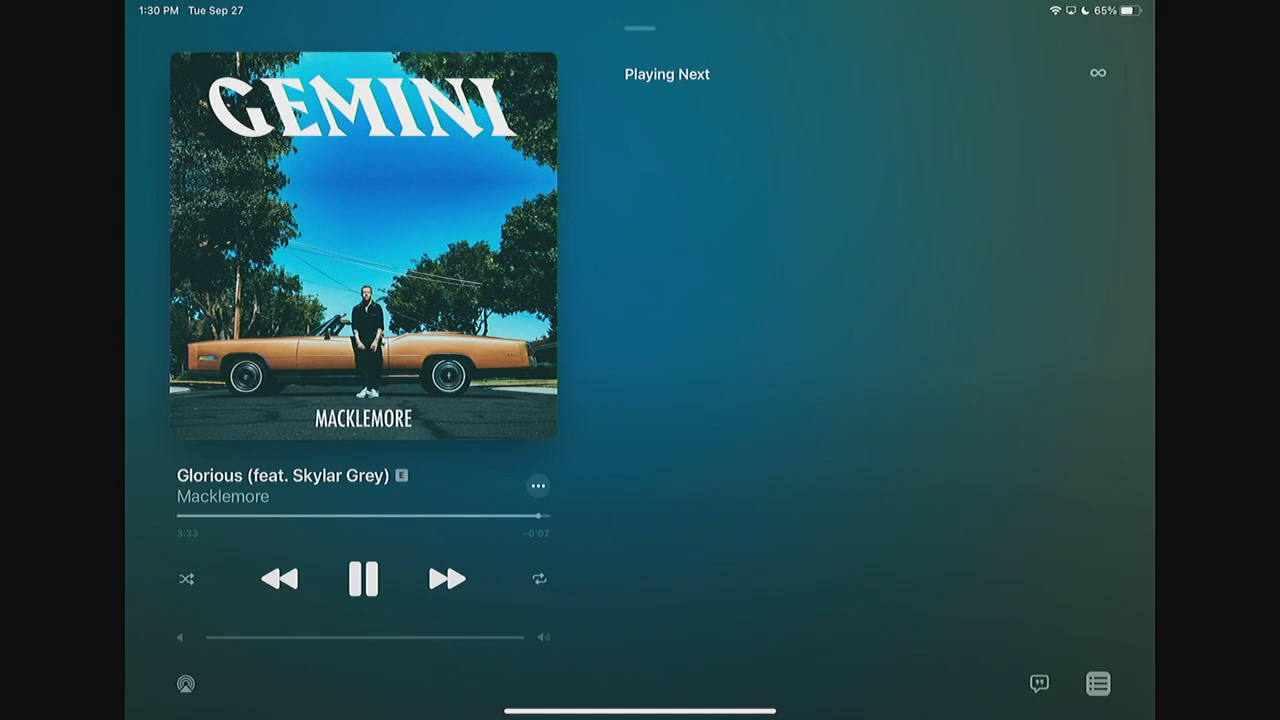 1:30 PM Tue Sep 27
65%
GEMINI
MACKLEMORE
Glorious (feat. Skylar Grey) E
Macklemore
3:33
-0:07
Playing Next